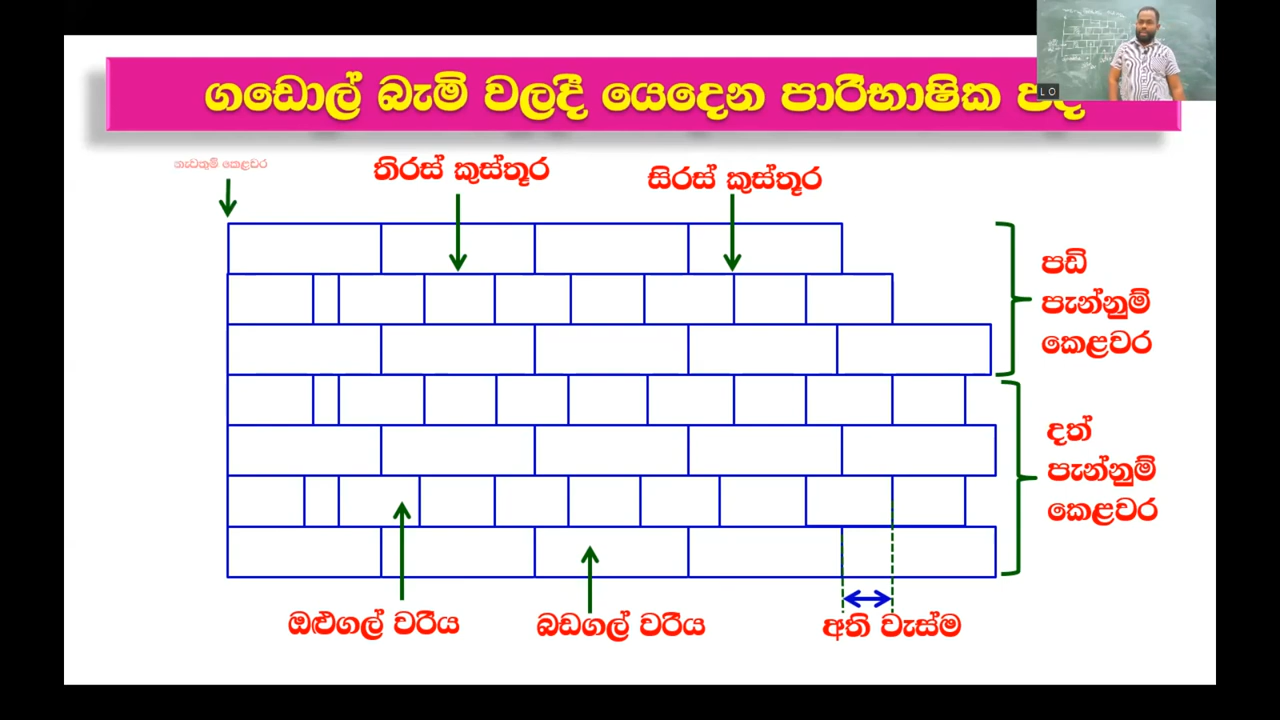 ගඩොල් බැමි වලදී යෙදෙන පාරිභාෂික පද
L O
නැවතුම් කෙළවර
තිරස් කුස්තූර
සිරස් කුස්තූර
පඩි
පැන්නුම්
කෙළවර
දත්
පැන්නුම්
කෙළවර
ඔළුගල් වරිය
බඩගල් වරිය
අති වැස්ම